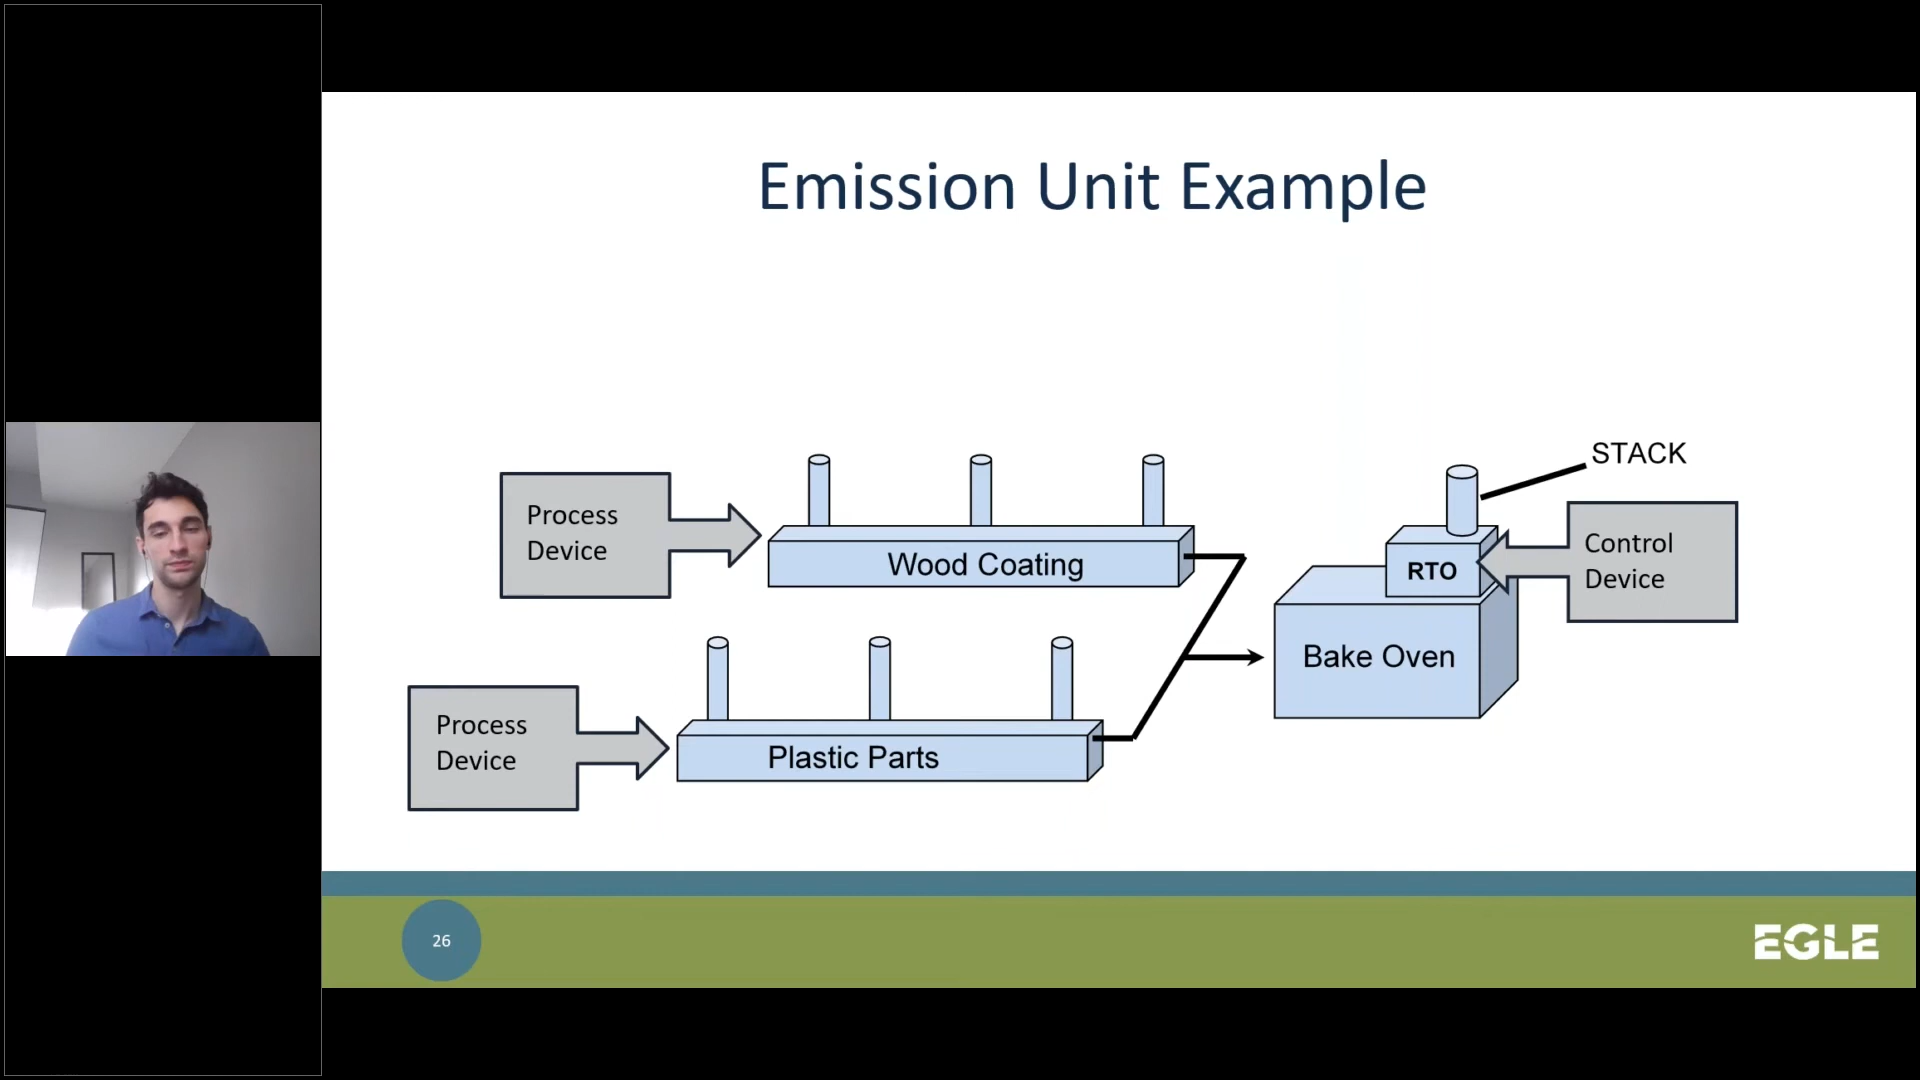 Emission Unit Example
STACK
Process
Device
Wood Coating
RTO
Control
Device
Bake Oven
Process
Device
Plastic Parts
26
EGLE